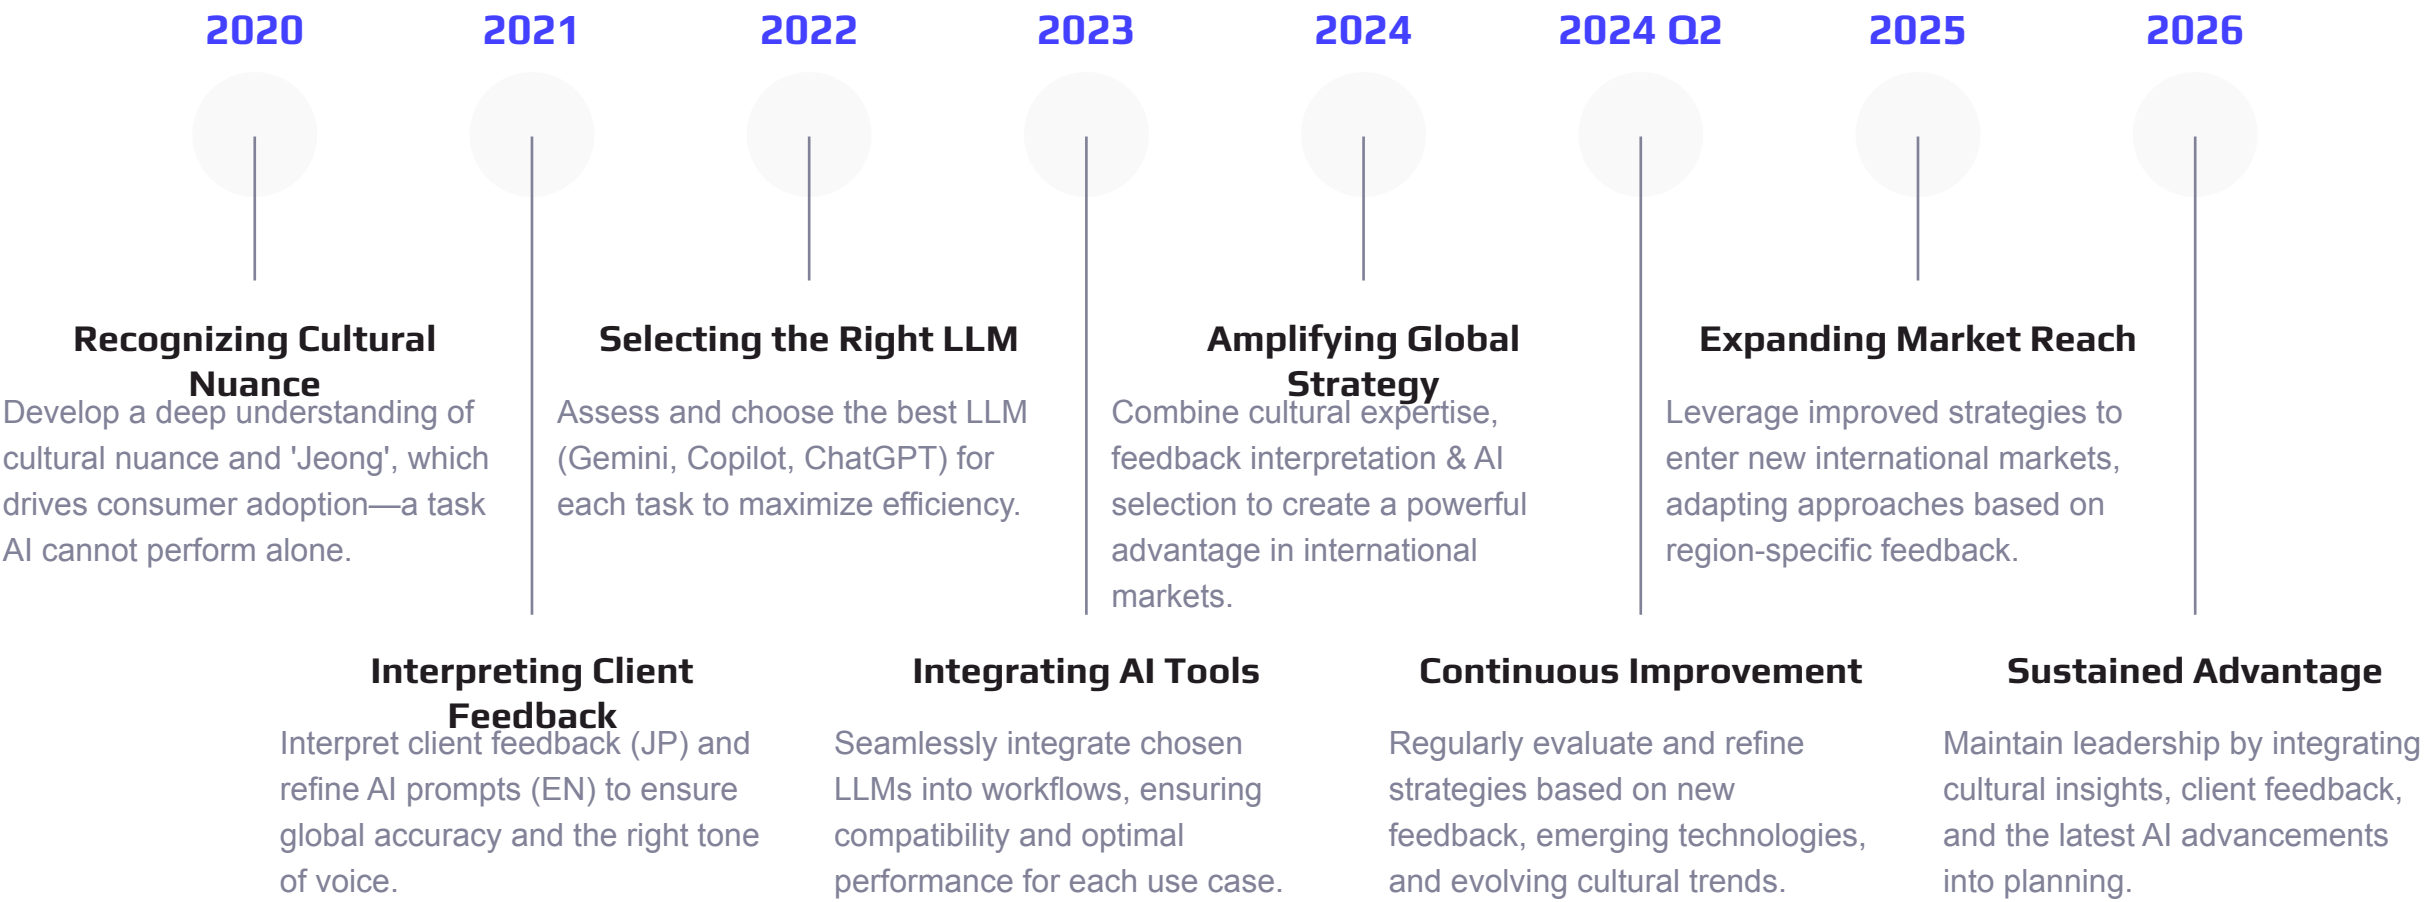 2020
2021
2022
2023
2024
2024 Q2
2025
2026
Recognizing Cultural
Nuance
Develop a deep understanding of
cultural nuance and 'Jeong', which
drives consumer adoption—a task
AI cannot perform alone.
Selecting the Right LLM
Assess and choose the best LLM
(Gemini, Copilot, ChatGPT) for
each task to maximize efficiency.
Amplifying Global
Strategy
Combine cultural expertise,
feedback interpretation & AI
selection to create a powerful
advantage in international
markets.
Expanding Market Reach
Leverage improved strategies to
enter new international markets,
adapting approaches based on
region-specific feedback.
Interpreting Client
Feedback
Interpret client feedback (JP) and
refine AI prompts (EN) to ensure
global accuracy and the right tone
of voice.
Integrating AI Tools
Seamlessly integrate chosen
LLMs into workflows, ensuring
compatibility and optimal
performance for each use case.
Continuous Improvement
Regularly evaluate and refine
strategies based on new
feedback, emerging technologies,
and evolving cultural trends.
Sustained Advantage
Maintain leadership by integrating
cultural insights, client feedback,
and the latest AI advancements
into planning.